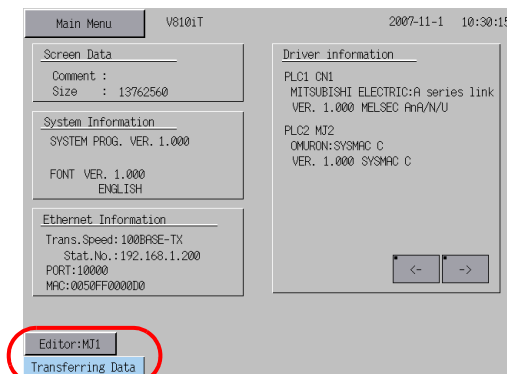 Main Menu V810iT 2007-11-1 10:30:15
Screen Data
Comment :
Size : 13762560
System Information
SYSTEM PROG. VER. 1.000
FONT VER. 1.000
ENGLISH
Ethernet Information
Trans.Speed:100BASE-TX
Stat.No.:192.168.1.200
PORT:10000
MAC:0050FF0000D0
Driver information
PLC1 CN1
MITSUBISHI ELECTRIC:A series link
VER. 1.000 MELSEC AnA/N/U
PLC2 MJ2
OMURON:SYSMAC C
VER. 1.000 SYSMAC C
<- ->
Editor:MJ1
Transferring Data